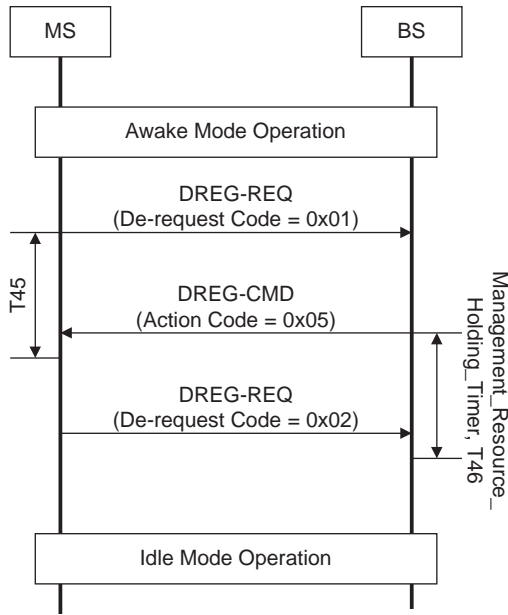 MS
BS
Awake Mode Operation
DREG-REQ
(De-request Code = 0x01)
T45
DREG-CMD
(Action Code = 0x05)
Management_Resource_
Holding_Timer, T46
DREG-REQ
(De-request Code = 0x02)
Idle Mode Operation